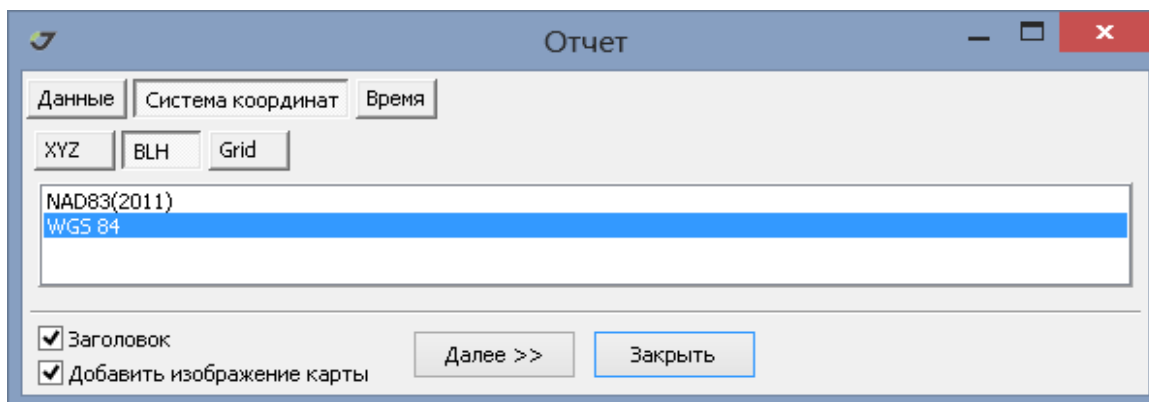 Отчет
Данные Система координат Время
XYZ BLH Grid
NAD83(2011)
WGS 84
Заголовок
Добавить изображение карты
Далее >> Закрыть